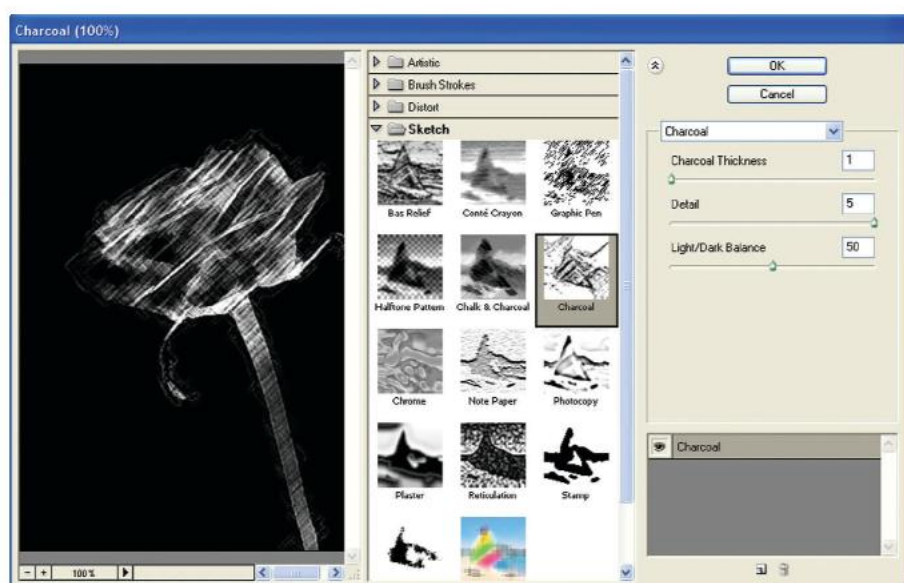 Charcoal (100%)
Artistic
Brush Strokes
Distort
Sketch
Bas Relief
Conté Crayon
Graphic Pen
Halftone Pattern
Chalk & Charcoal
Charcoal
Chrome
Note Paper
Photocopy
Plaster
Reticulation
Stamp
- + 100%
OK
Cancel
Charcoal
Charcoal Thickness 1
Detail 5
Light/Dark Balance 50
Charcoal